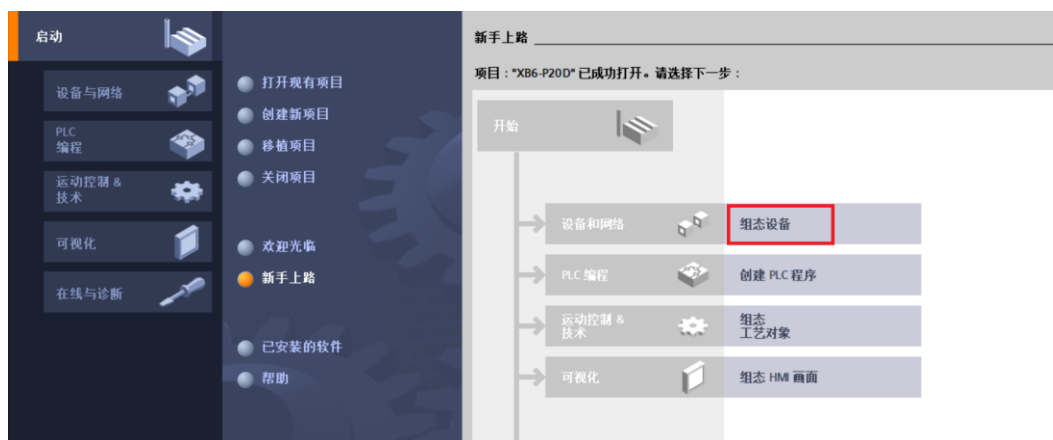 启动
设备与网络
PLC
编程
运动控制 &
技术
可视化
在线与诊断
打开现有项目
创建新项目
移植项目
关闭项目
欢迎光临
新手上路
已安装的软件
帮助
新手上路
项目："XB6-P20D" 已成功打开。请选择下一步：
开始
设备和网络
组态设备
PLC 编程
创建 PLC 程序
运动控制 &
技术
组态
工艺对象
可视化
组态 HMI 画面